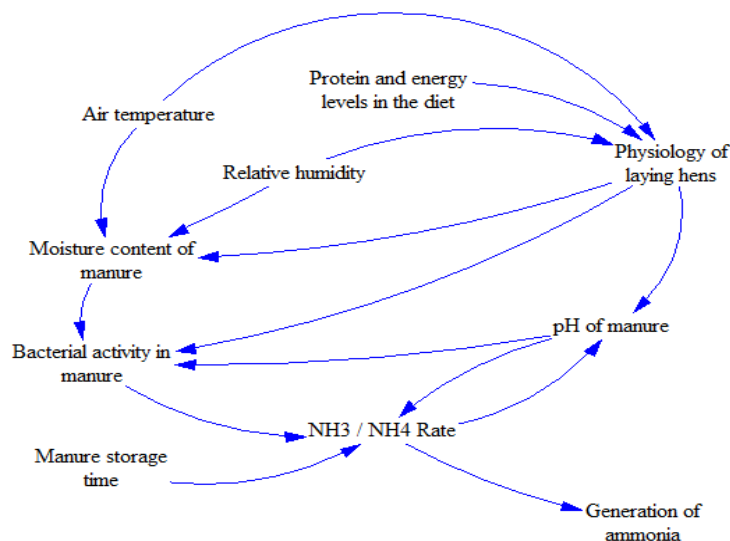 Protein and energy
levels in the diet
Air temperature
Physiology of
laying hens
Relative humidity
Moisture content of
manure
pH of manure
Bacterial activity in
manure
NH3 / NH4 Rate
Manure storage
time
Generation of
ammonia